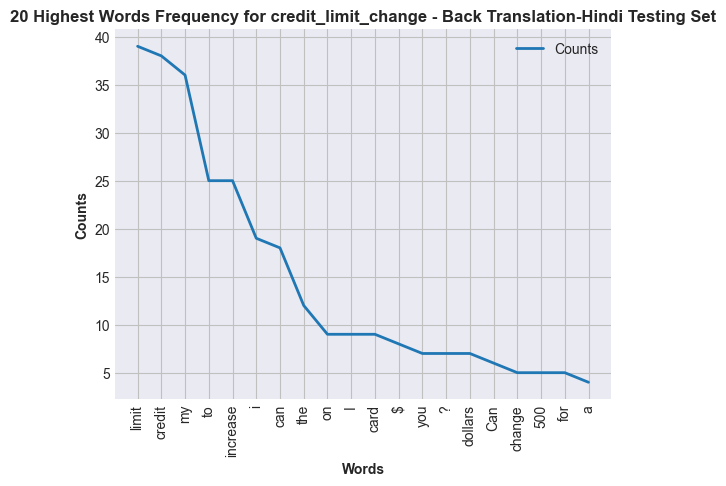 20 Highest Words Frequency for credit_limit_change - Back Translation-Hindi Testing Set
Counts
40
35
30
25
20
15
10
5
Counts
limit
credit
my
to
increase
i
can
the
on
I
card
$
you
?
dollars
Can
change
500
for
a
Words